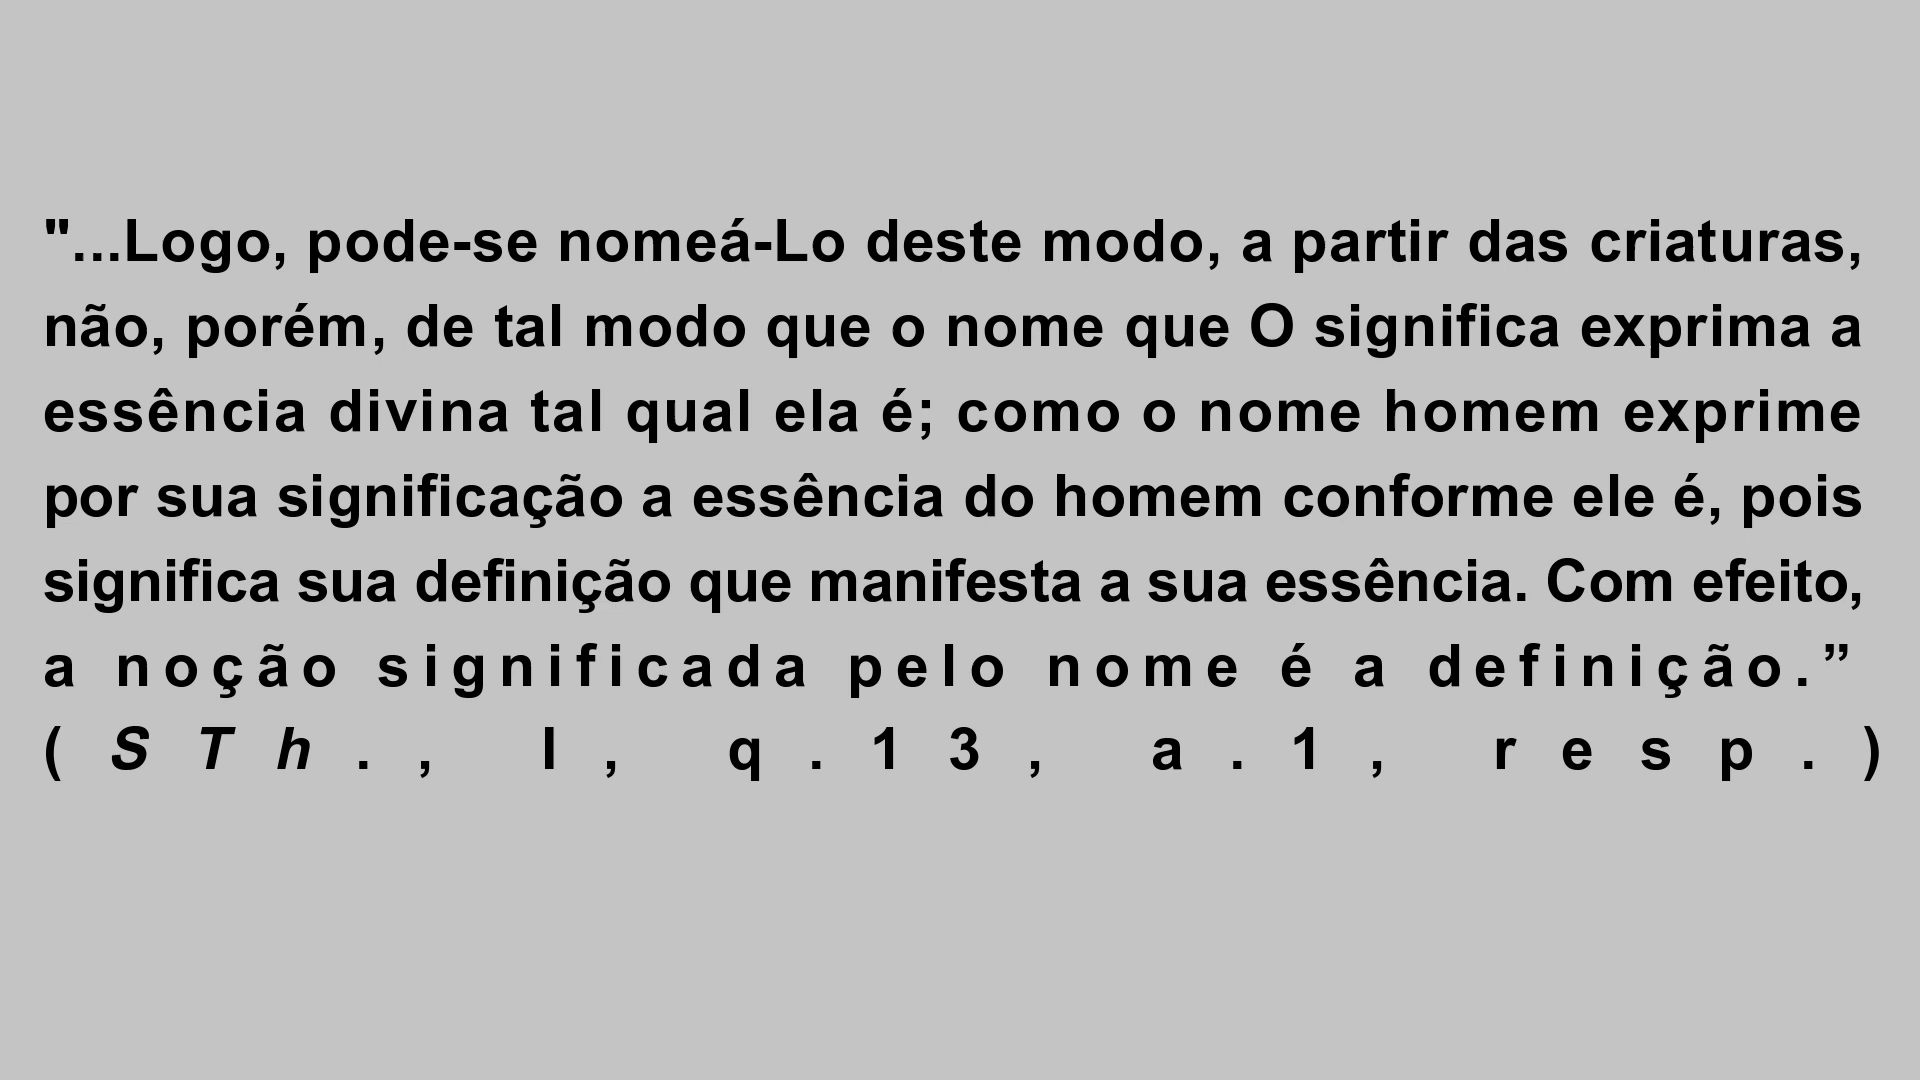 "...Logo, pode-se nomeá-Lo deste modo, a partir das criaturas,
não, porém, de tal modo que o nome que O significa exprima a
essência divina tal qual ela é; como o nome homem exprime
por sua significação a essência do homem conforme ele é, pois
significa sua definição que manifesta a sua essência. Com efeito,
a noção significada pelo nome é a definição.”
(STh., I, q.13, a.1, resp.)